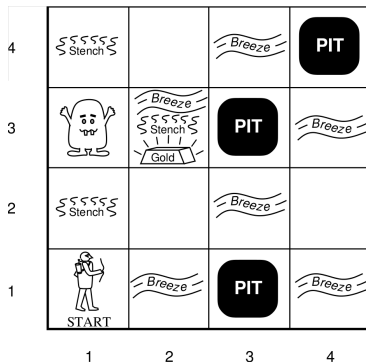 4
Stench
Breeze
PIT
3
Breeze
Stench
Gold
PIT
Breeze
2
Stench
Breeze
1
START
Breeze
PIT
Breeze
1 2 3 4